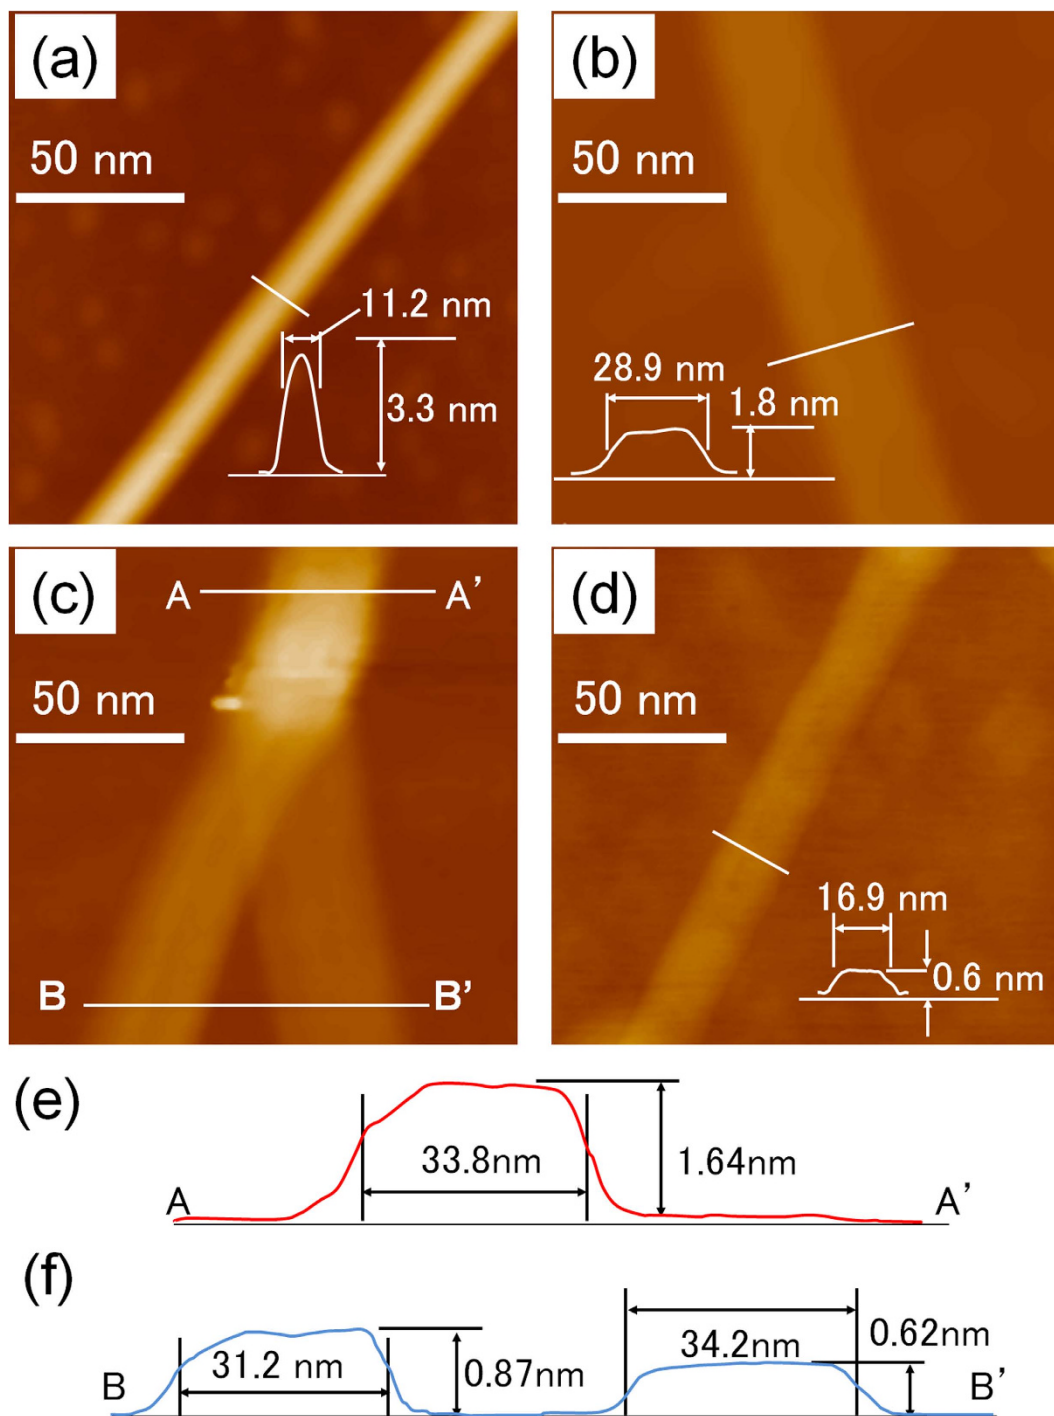 (a)
50 nm
11.2 nm
3.3 nm
(b)
50 nm
28.9 nm
1.8 nm
(c)
A A’
50 nm
B B’
(d)
50 nm
16.9 nm
0.6 nm
(e)
33.8nm
1.64nm
A A’
(f)
31.2 nm
0.87nm
34.2nm
0.62nm
B B’